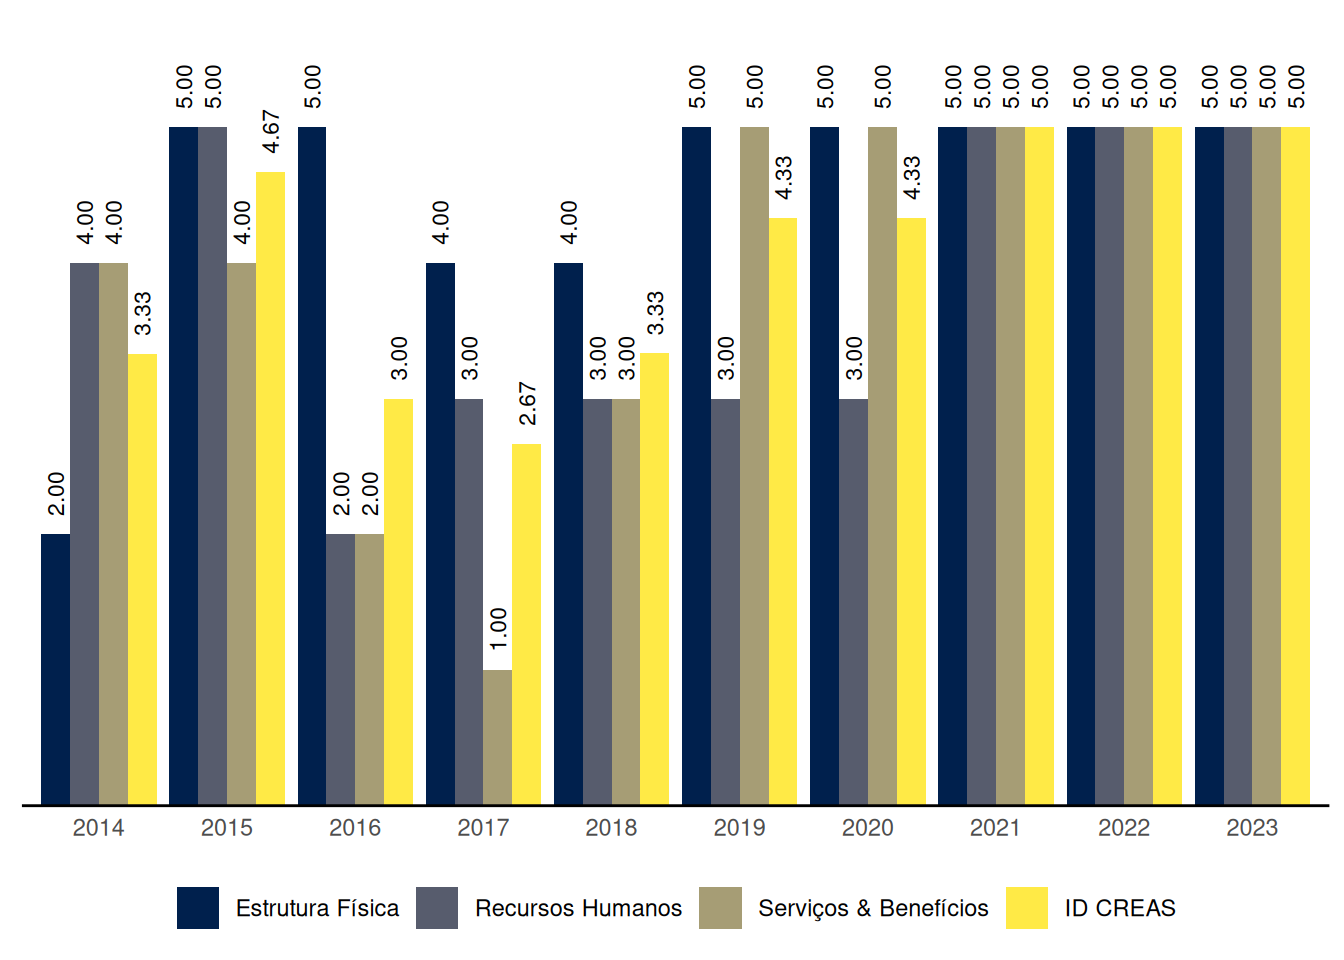 5.00 5.00 5.00 5.00 5.00 5.00 5.00 5.00 5.00 5.00 5.00 5.00 5.00 5.00 5.00 5.00 5.00 5.00 5.00
4.67
4.33 4.33
4.00 4.00 4.00 4.00 4.00
3.33 3.33
3.00 3.00 3.00 3.00 3.00 3.00
2.67
2.00 2.00 2.00
1.00
2014 2015 2016 2017 2018 2019 2020 2021 2022 2023
Estrutura Física Recursos Humanos Serviços & Benefícios ID CREAS